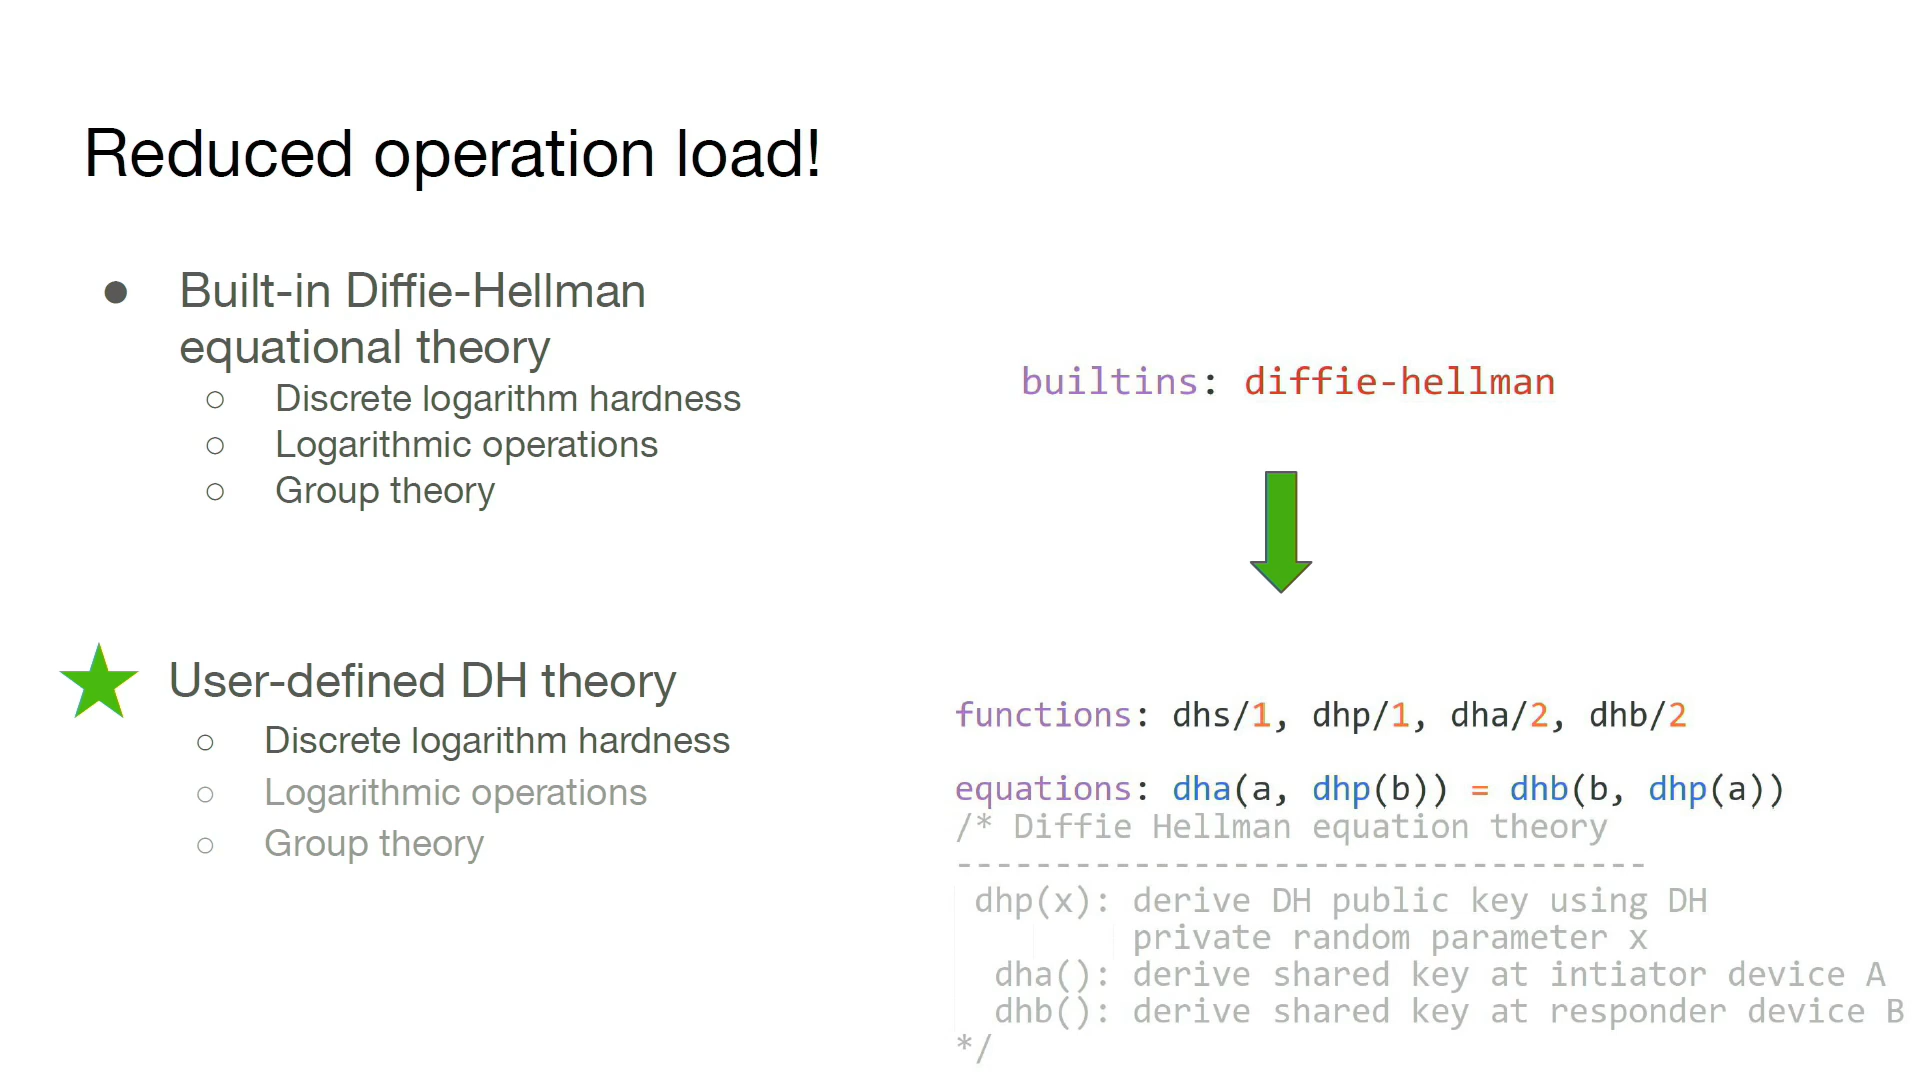 Reduced operation load!
● Built-in Diffie-Hellman
equational theory
○ Discrete logarithm hardness
○ Logarithmic operations
○ Group theory
User-defined DH theory
○ Discrete logarithm hardness
○ Logarithmic operations
○ Group theory
builtins: diffie-hellman
functions: dhs/1, dhp/1, dha/2, dhb/2
equations: dha(a, dhp(b)) = dhb(b, dhp(a))
/* Diffie Hellman equation theory
-----------------------------------
dhp(x): derive DH public key using DH
private random parameter x
dha(): derive shared key at intiator device A
dhb(): derive shared key at responder device B
*/